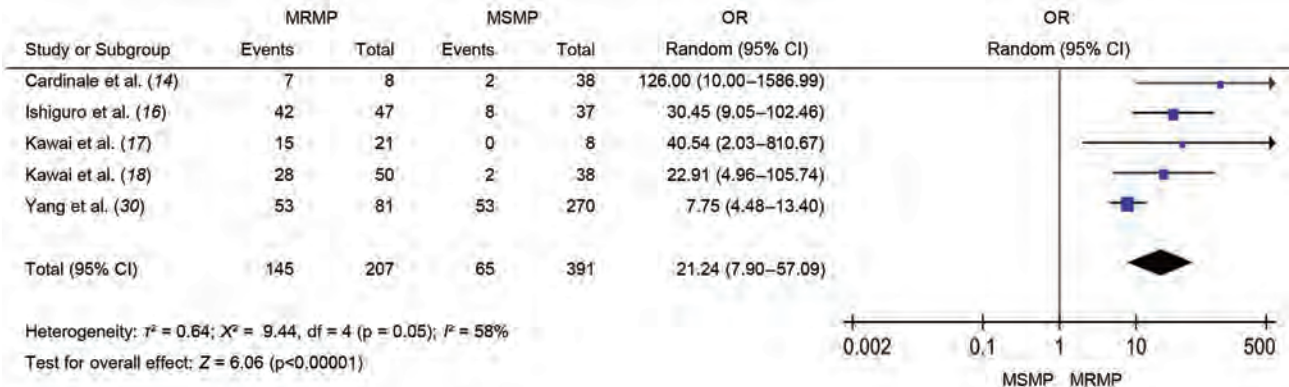 MRMP MSMP OR OR
Study or Subgroup Events Total Events Total Random (95% CI) Random (95% CI)
Cardinale et al. (14) 7 8 2 38 126.00 (10.00–1586.99)
Ishiguro et al. (16) 42 47 8 37 30.45 (9.05–102.46)
Kawai et al. (17) 15 21 0 8 40.54 (2.03–810.67)
Kawai et al. (18) 28 50 2 38 22.91 (4.96–105.74)
Yang et al. (30) 53 81 53 270 7.75 (4.48–13.40)
Total (95% CI) 145 207 65 391 21.24 (7.90–57.09)
Heterogeneity: τ² = 0.64; X² = 9.44, df = 4 (p = 0.05); I² = 58%
Test for overall effect: Z = 6.06 (p<0.00001)
0.002 0.1 1 10 500
MSMP MRMP